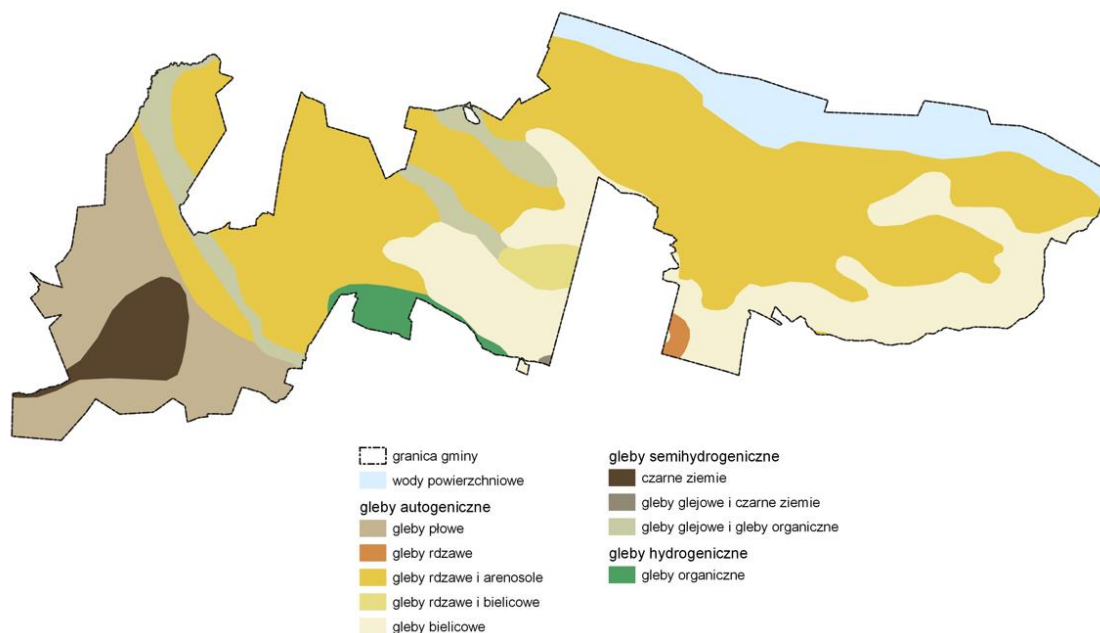 granica gminy
wody powierzchniowe
gleby autogeniczne
gleby płowe
gleby rdzawe
gleby rdzawe i arenosole
gleby rdzawe i bielicowe
gleby bielicowe
gleby semihydrogeniczne
czarne ziemie
gleby glejowe i czarne ziemie
gleby glejowe i gleby organiczne
gleby hydrogeniczne
gleby organiczne